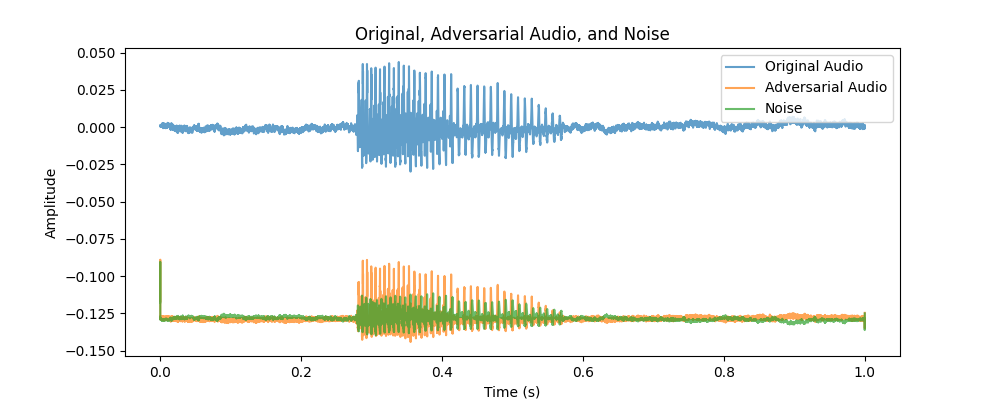 Original, Adversarial Audio, and Noise
Original Audio
Adversarial Audio
Noise
Amplitude
0.050
0.025
0.000
−0.025
−0.050
−0.075
−0.100
−0.125
−0.150
0.0 0.2 0.4 0.6 0.8 1.0
Time (s)